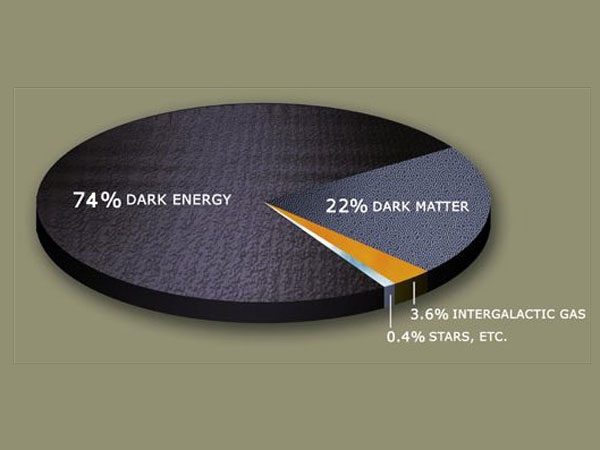 74% DARK ENERGY
22% DARK MATTER
3.6% INTERGALACTIC GAS
0.4% STARS, ETC.